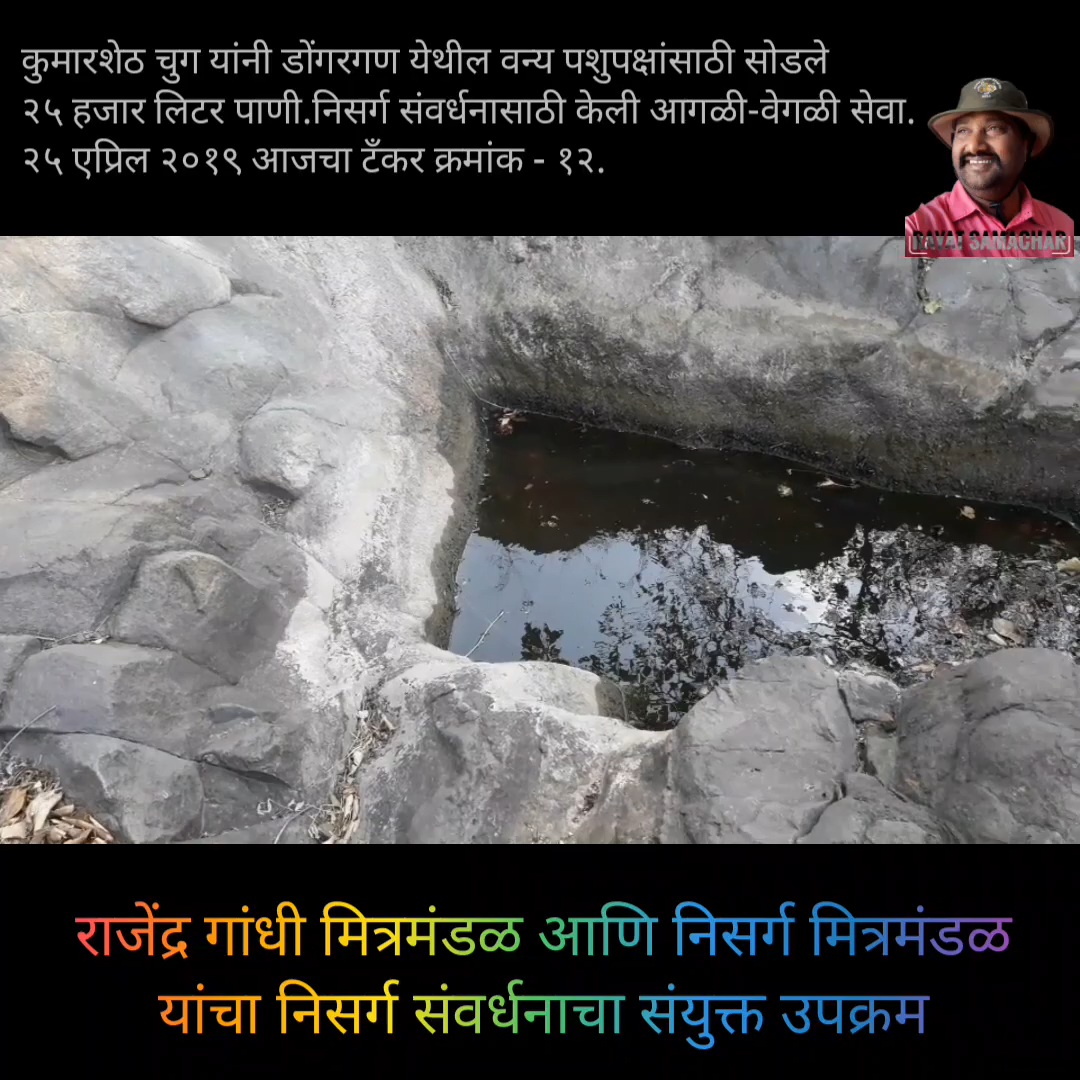 कुमारशेठ चुग यांनी डोंगरगण येथील वन्य पशुपक्षांसाठी सोडले
२५ हजार लिटर पाणी.निसर्ग संवर्धनासाठी केली आगळी-वेगळी सेवा.
२५ एप्रिल २०१९ आजचा टँकर क्रमांक - १२.
SAMACHAR
राजेंद्र गांधी मित्रमंडळ आणि निसर्ग मित्रमंडळ
यांचा निसर्ग संवर्धनाचा संयुक्त उपक्रम